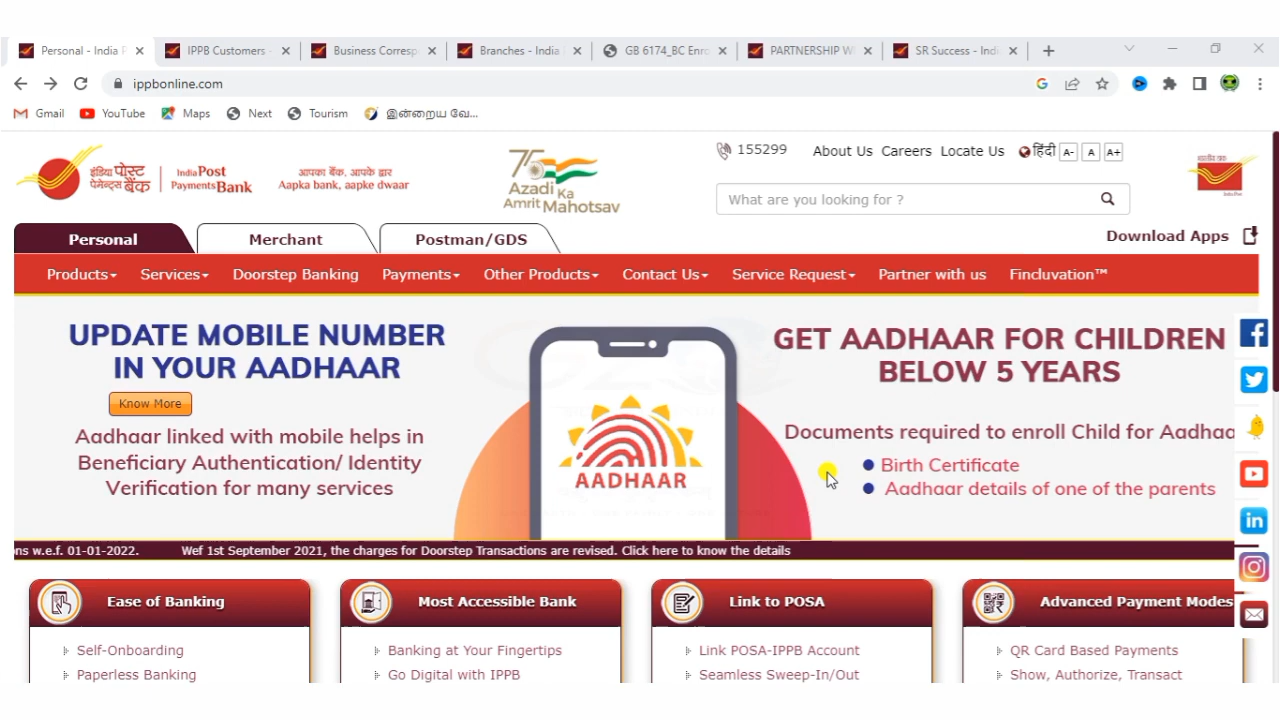 Personal - India P
IPPB Customers -
Business Corresp
Branches - India
GB 6174_BC Enro
PARTNERSHIP W
SR Success - Ind
ippbonline.com
Gmail
YouTube
Maps
Next
Tourism
இன்றைய வே...
इंडिया पोस्ट
पेमेन्ट्स बैंक
IndiaPost
PaymentsBank
आपका बैंक, आपके द्वार
Aapka bank, aapke dwaar
75
Azadi Ka
Amrit Mahotsav
155299
About Us
Careers
Locate Us
हिंदी
A-
A
A+
What are you looking for ?
Personal
Merchant
Postman/GDS
Download Apps
Products
Services
Doorstep Banking
Payments
Other Products
Contact Us
Service Request
Partner with us
Fincluvation™
UPDATE MOBILE NUMBER
IN YOUR AADHAAR
Know More
Aadhaar linked with mobile helps in
Beneficiary Authentication/ Identity
Verification for many services
AADHAAR
GET AADHAAR FOR CHILDREN
BELOW 5 YEARS
Documents required to enroll Child for Aadhaa
Birth Certificate
Aadhaar details of one of the parents
ons w.e.f. 01-01-2022.
Wef 1st September 2021, the charges for Doorstep Transactions are revised. Click here to know the details
Ease of Banking
Self-Onboarding
Paperless Banking
Most Accessible Bank
Banking at Your Fingertips
Go Digital with IPPB
Link to POSA
Link POSA-IPPB Account
Seamless Sweep-In/Out
Advanced Payment Modes
QR Card Based Payments
Show, Authorize, Transact